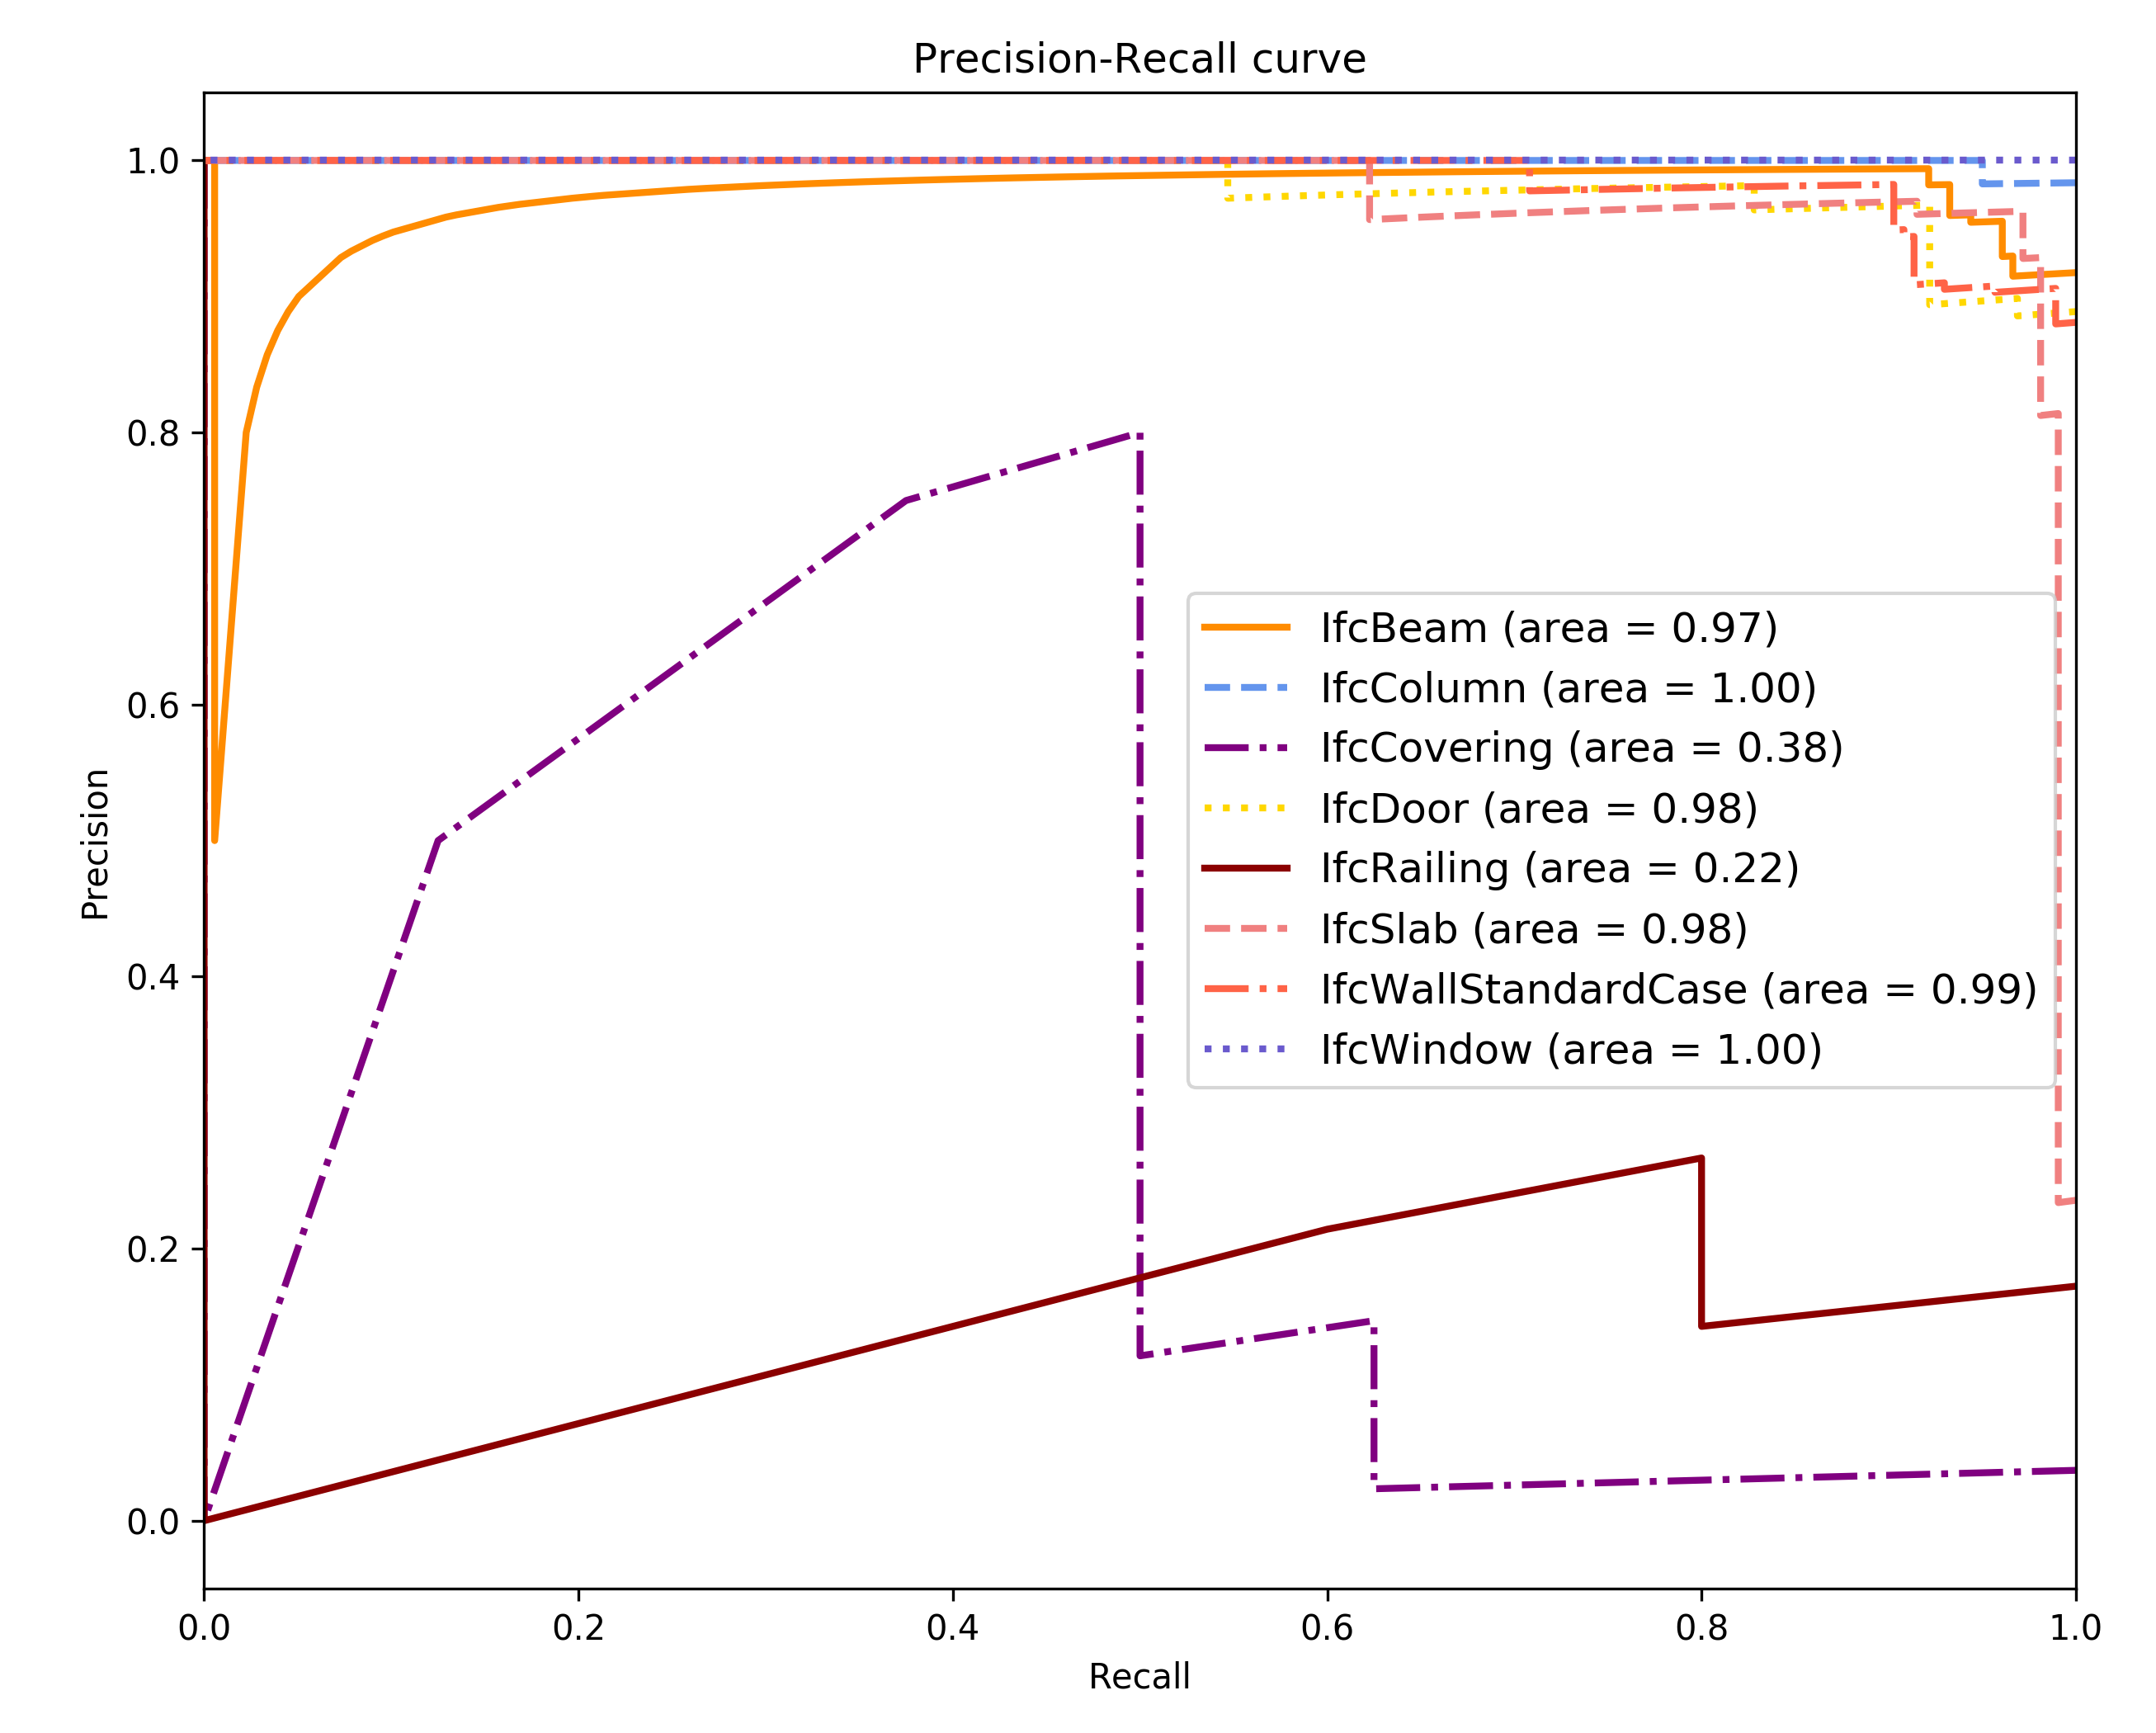 Precision-Recall curve
1.0
0.8
0.6
0.4
0.2
0.0
Precision
IfcBeam (area = 0.97)
IfcColumn (area = 1.00)
IfcCovering (area = 0.38)
IfcDoor (area = 0.98)
IfcRailing (area = 0.22)
IfcSlab (area = 0.98)
IfcWallStandardCase (area = 0.99)
IfcWindow (area = 1.00)
0.0 0.2 0.4 0.6 0.8 1.0
Recall